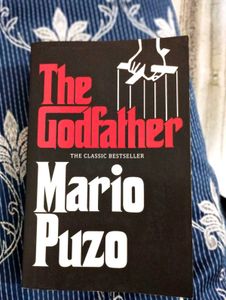 The
Godfather
THE CLASSIC BESTSELLER
Mario
Puzo